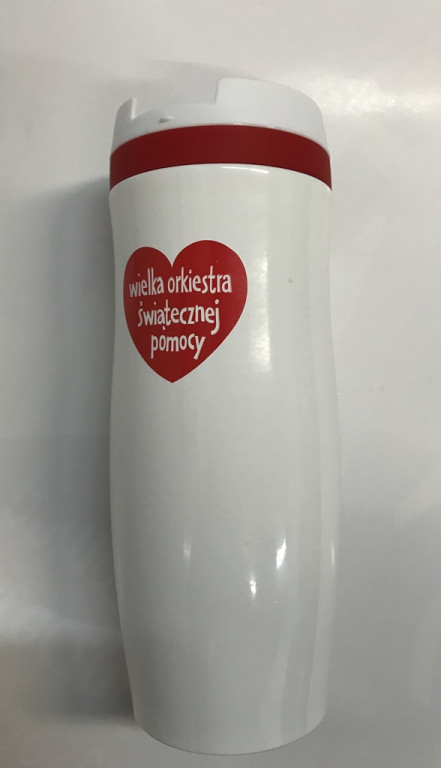 wielka orkiestra
świątecznej
pomocy